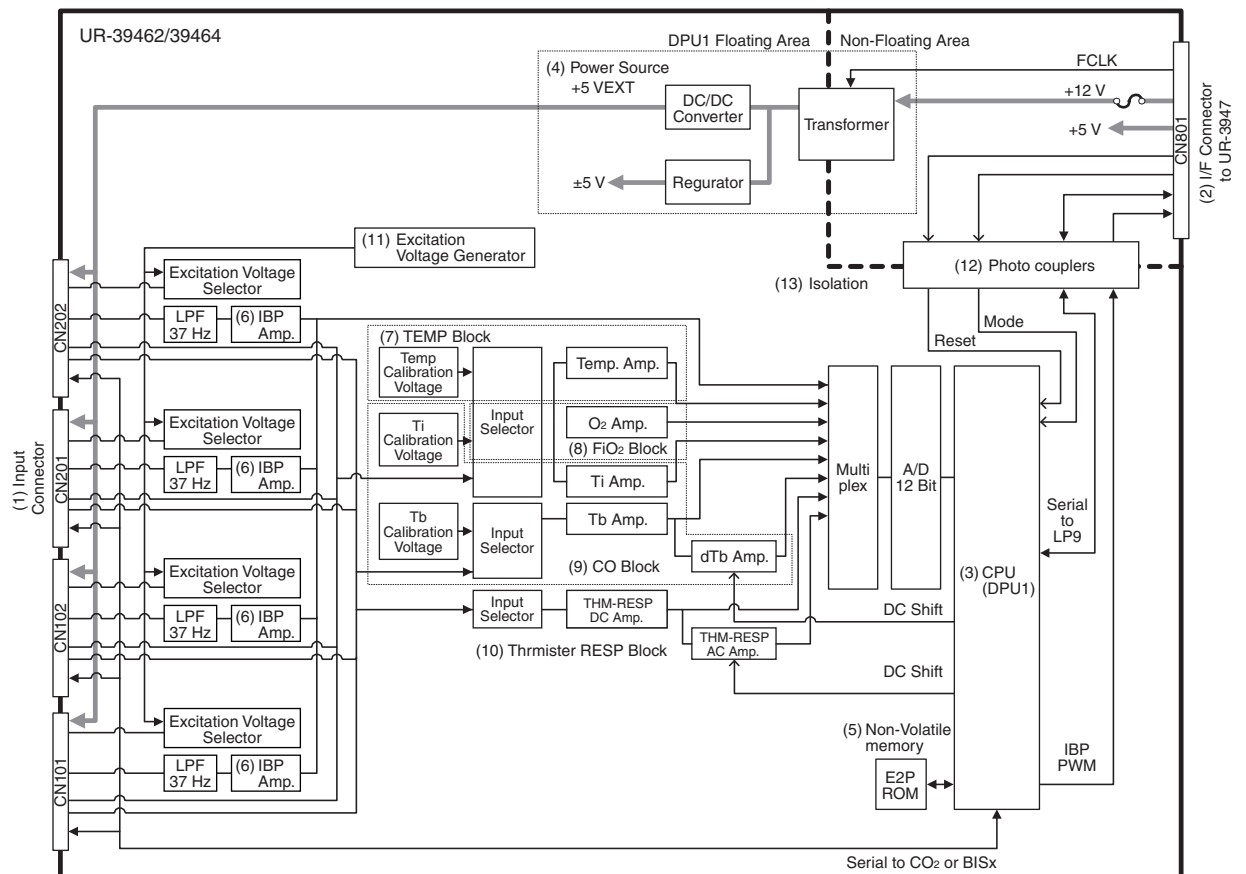 UR-39462/39464
DPU1 Floating Area
Non-Floating Area
(4) Power Source
+5 VEXT
DC/DC
Converter
Transformer
FCLK
+12 V
+5 V
CN801
(2) I/F Connector
to UR-3947
±5 V
Regurator
(11) Excitation
Voltage Generator
(12) Photo couplers
(13) Isolation
Mode
Reset
(1) Input
Connector
CN202
Excitation Voltage
Selector
LPF
37 Hz
(6) IBP
Amp.
CN201
Excitation Voltage
Selector
LPF
37 Hz
(6) IBP
Amp.
CN102
Excitation Voltage
Selector
LPF
37 Hz
(6) IBP
Amp.
CN101
Excitation Voltage
Selector
LPF
37 Hz
(6) IBP
Amp.
(7) TEMP Block
Temp
Calibration
Voltage
Input
Selector
Temp. Amp.
Ti
Calibration
Voltage
O2 Amp.
(8) FiO2 Block
Ti Amp.
Tb
Calibration
Voltage
Input
Selector
Tb Amp.
dTb Amp.
(9) CO Block
Input
Selector
THM-RESP
DC Amp.
THM-RESP
AC Amp.
(10) Thrmister RESP Block
Multi
plex
A/D
12 Bit
(3) CPU
(DPU1)
Serial
to
LP9
DC Shift
DC Shift
(5) Non-Volatile
memory
E2P
ROM
IBP
PWM
Serial to CO2 or BISx